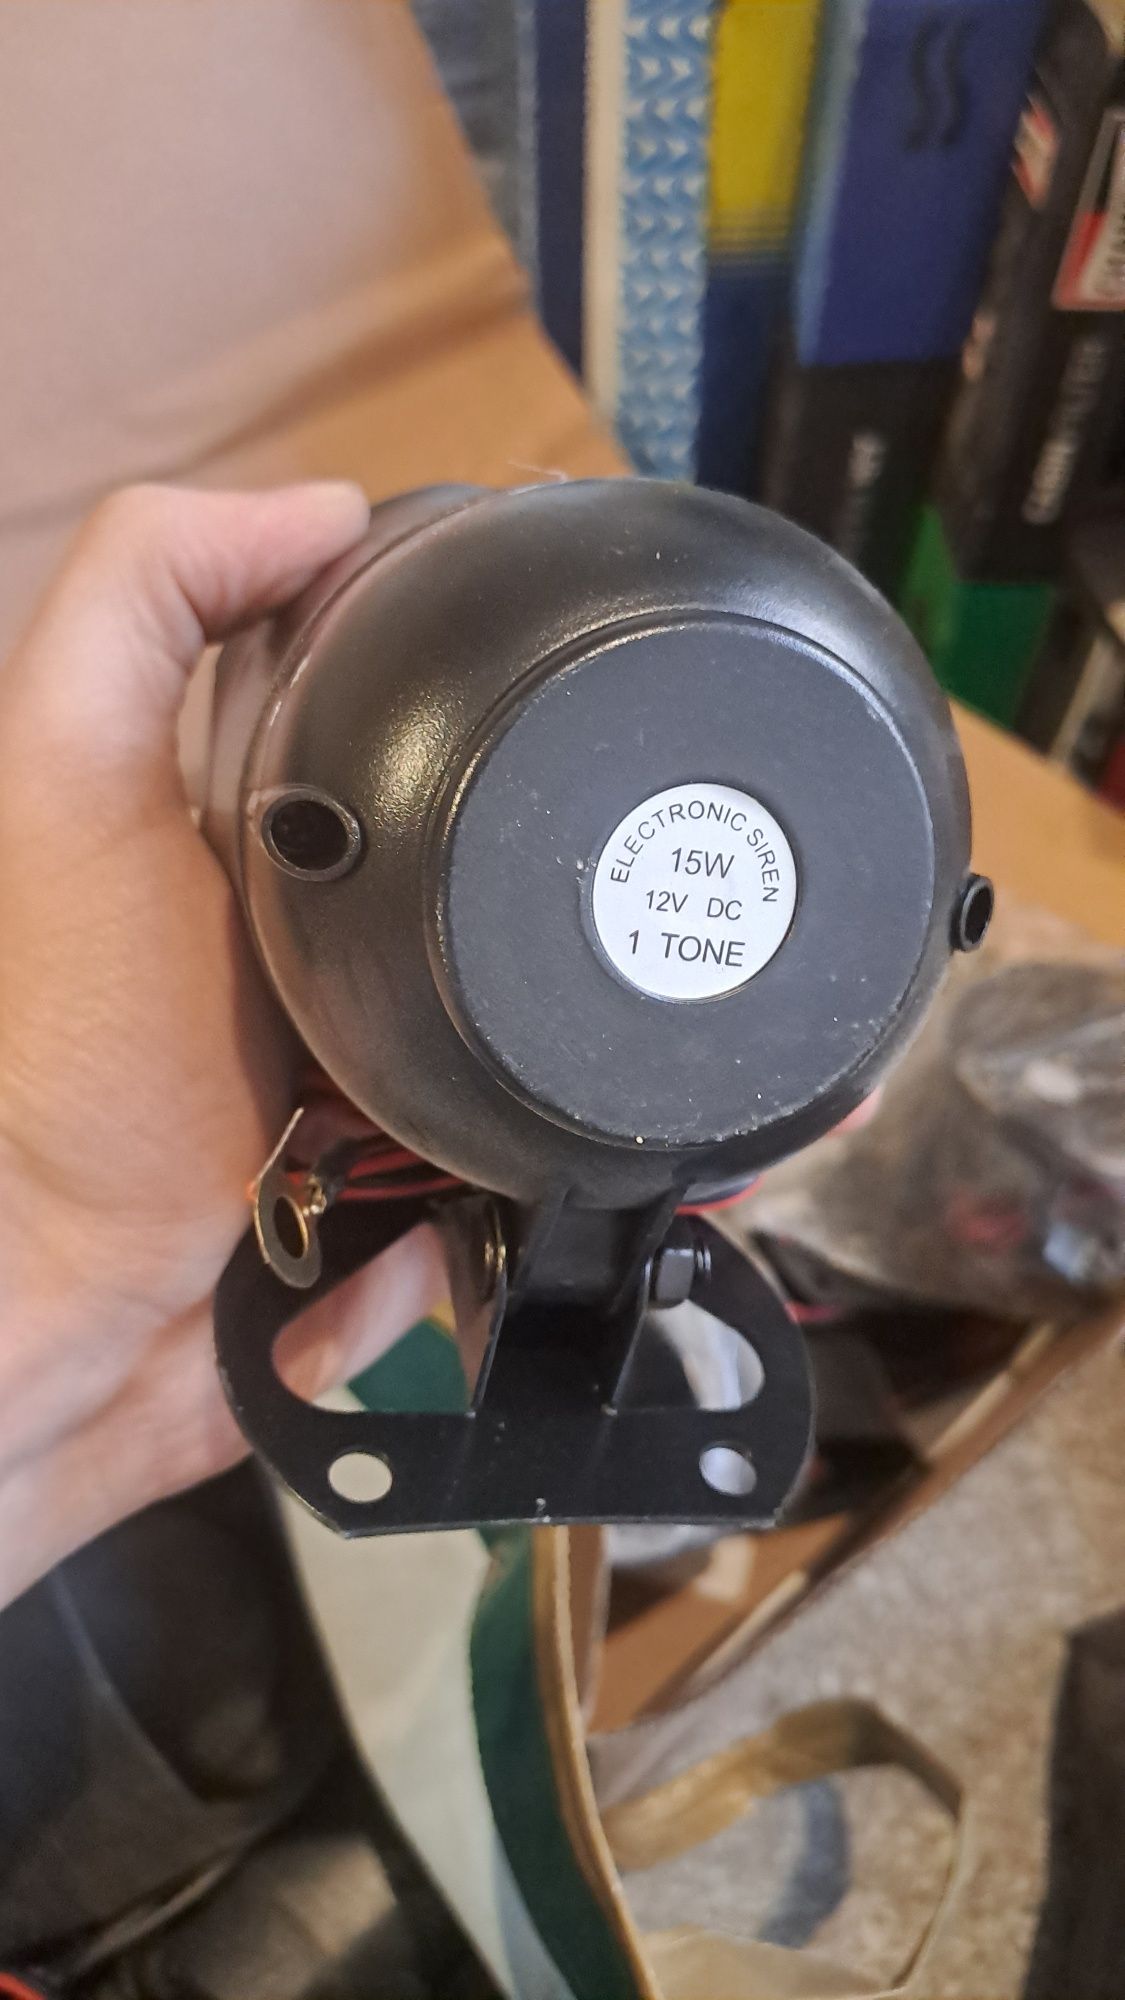 ELECTRONIC SIREN
15W
12V DC
1 TONE